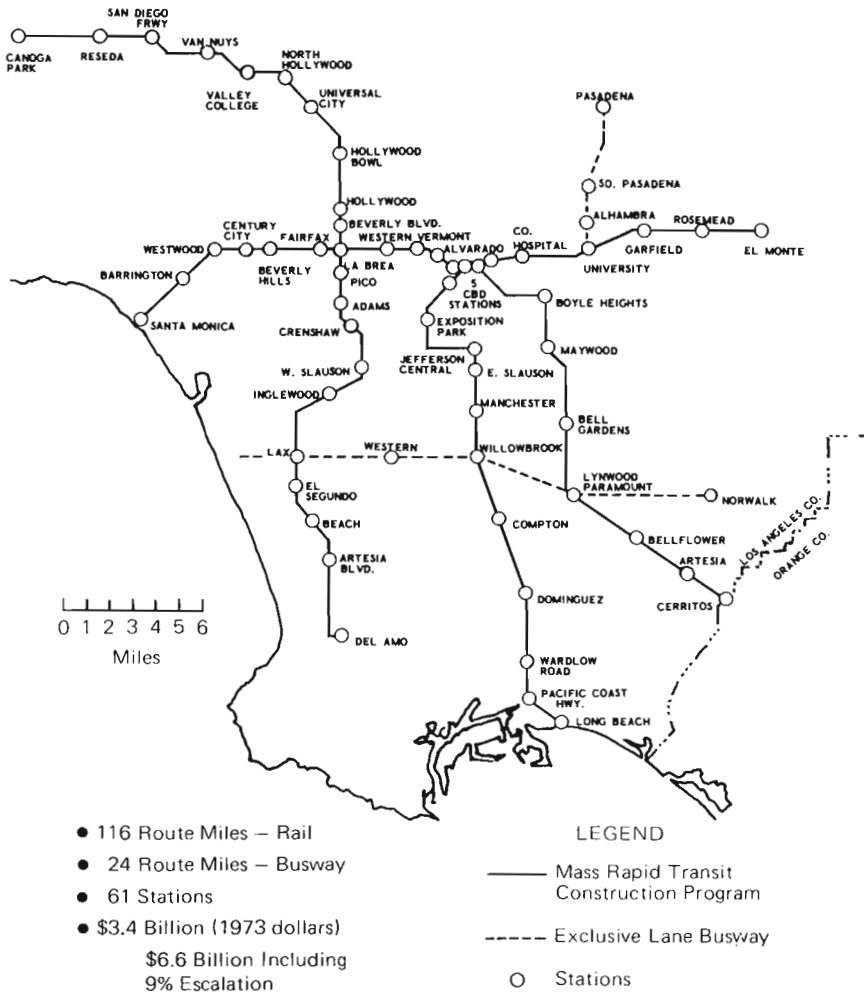 SAN DIEGO
FRWY
VAN NUYS
CANOGA
PARK
RESEDA
NORTH
HOLLYWOOD
VALLEY
COLLEGE
UNIVERSAL
CITY
PASADENA
HOLLYWOOD
BOWL
SO. PASADENA
HOLLYWOOD
BEVERLY BLVD.
CENTURY
CITY
WESTWOOD
FAIRFAX
WESTERN VERMONT
ALVARADO
CO.
HOSPITAL
ALHAMBRA
ROSEMEAD
GARFIELD
EL MONTE
BARRINGTON
BEVERLY
HILLS
LA BREA
PICO
UNIVERSITY
5
CBD
STATIONS
BOYLE HEIGHTS
ADAMS
SANTA MONICA
CRENSHAW
EXPOSITION
PARK
MAYWOOD
JEFFERSON
CENTRAL
W. SLAUSON
E. SLAUSON
INGLEWOOD
MANCHESTER
BELL
GARDENS
LAX
WESTERN
WILLOWBROOK
LYNWOOD
PARAMOUNT
NORWALK
EL
SEGUNDO
BEACH
COMPTON
BELLFLOWER
LOS ANGELES CO.
ORANGE CO.
ARTESIA
BLVD.
ARTESIA
CERRITOS
DOMINGUEZ
0 1 2 3 4 5 6
Miles
DEL AMO
WARDLOW
ROAD
PACIFIC COAST
HWY.
LONG BEACH
● 116 Route Miles – Rail
● 24 Route Miles – Busway
● 61 Stations
● $3.4 Billion (1973 dollars)
$6.6 Billion Including
9% Escalation
LEGEND
Mass Rapid Transit
Construction Program
Exclusive Lane Busway
Stations